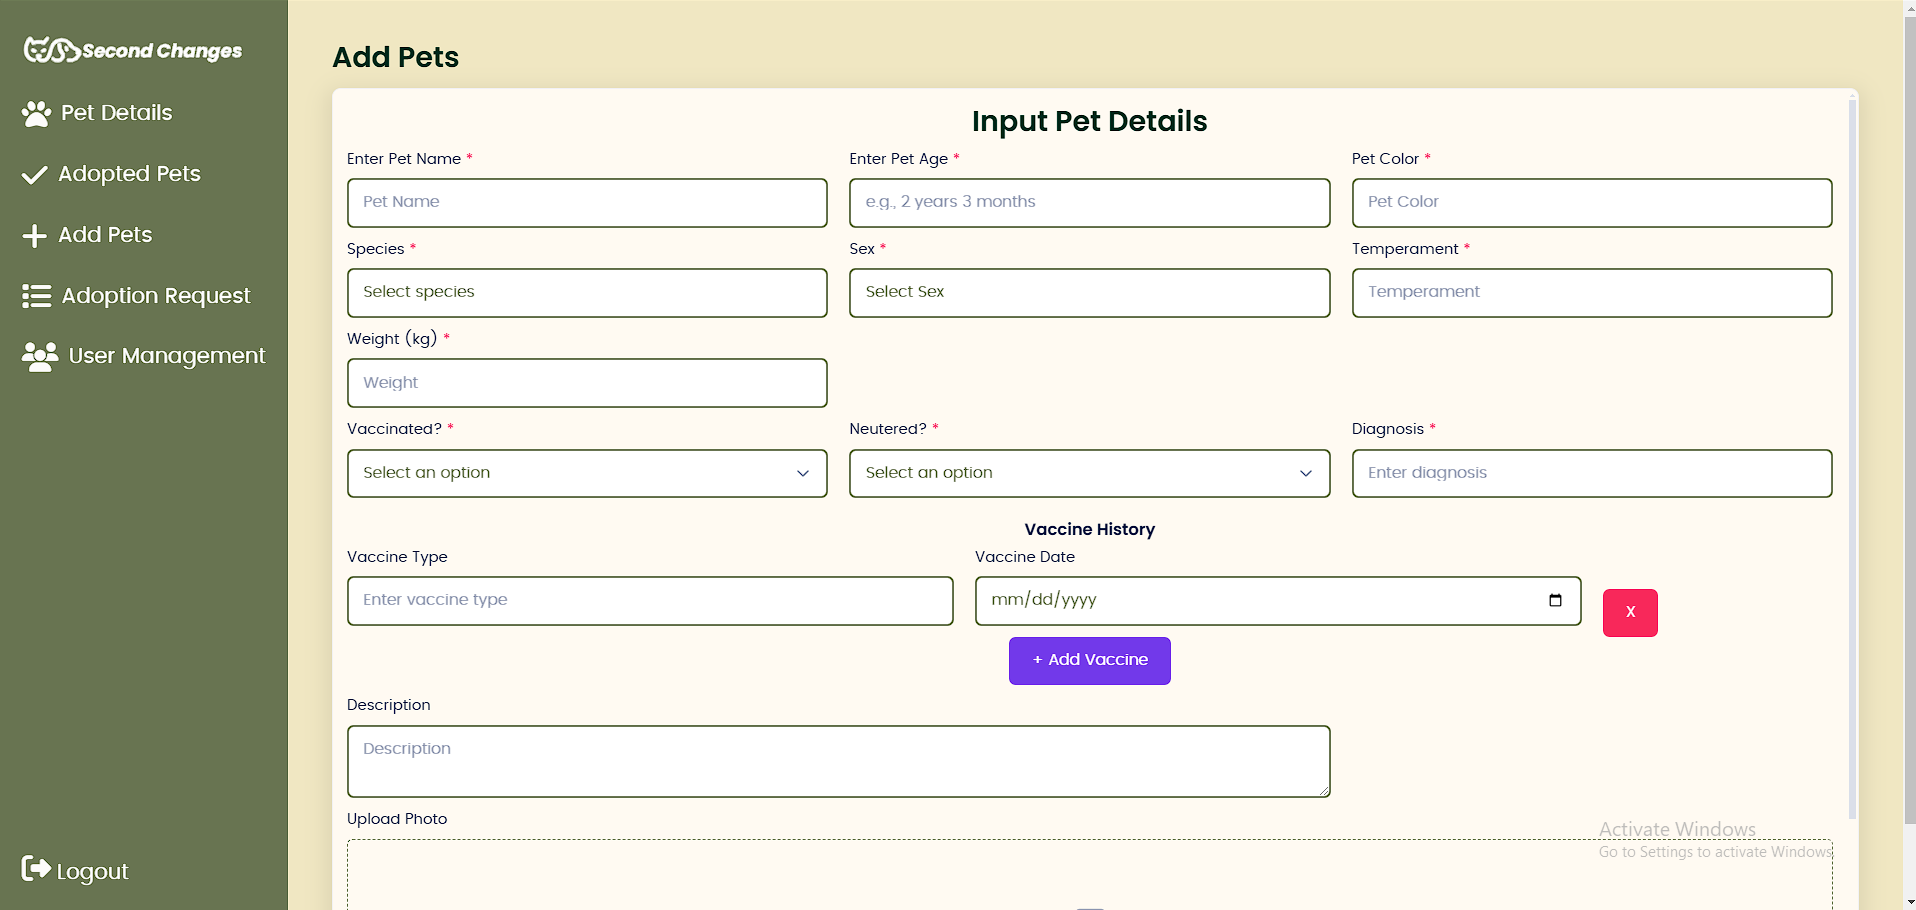 Second Changes
Pet Details
Adopted Pets
Add Pets
Adoption Request
User Management
Logout
Add Pets
Input Pet Details
Enter Pet Name *
Enter Pet Age *
Pet Color *
Pet Name
e.g., 2 years 3 months
Pet Color
Species *
Sex *
Temperament *
Select species
Select Sex
Temperament
Weight (kg) *
Weight
Vaccinated? *
Neutered? *
Diagnosis *
Select an option
Select an option
Enter diagnosis
Vaccine History
Vaccine Type
Vaccine Date
Enter vaccine type
mm/dd/yyyy
X
+ Add Vaccine
Description
Description
Upload Photo
Activate Windows
Go to Settings to activate Windows.